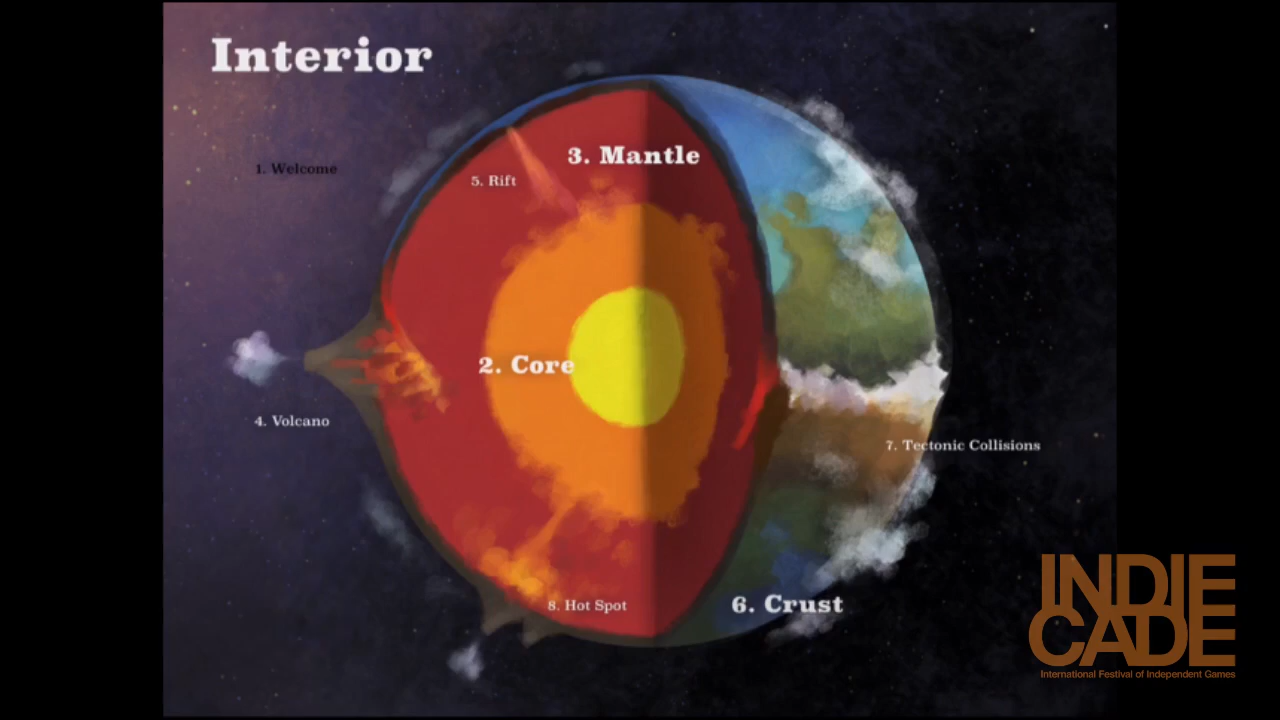 Interior
1. Welcome
3. Mantle
5. Rift
2. Core
4. Volcano
7. Tectonic Collisions
8. Hot Spot
6. Crust
INDIE
CADE
International Festival of Independent Games